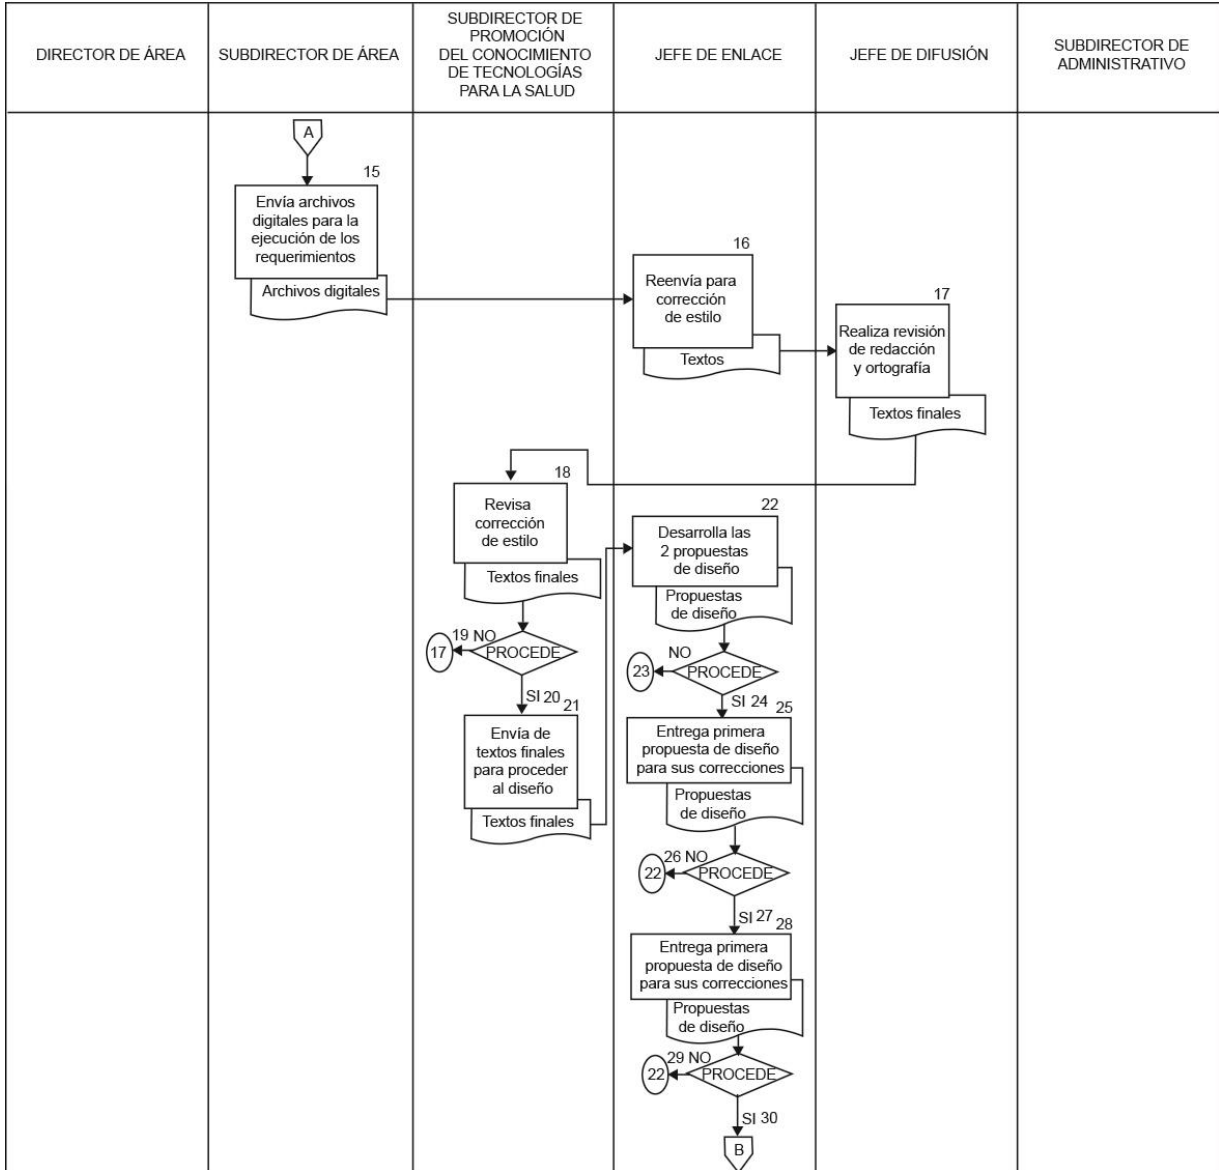 DIRECTOR DE ÁREA
SUBDIRECTOR DE ÁREA
SUBDIRECTOR DE
PROMOCIÓN
DEL CONOCIMIENTO
DE TECNOLOGÍAS
PARA LA SALUD
JEFE DE ENLACE
JEFE DE DIFUSIÓN
SUBDIRECTOR DE
ADMINISTRATIVO
A
15
Envía archivos
digitales para la
ejecución de los
requerimientos
Archivos digitales
16
Reenvía para
corrección
de estilo
Textos
17
Realiza revisión
de redacción
y ortografía
Textos finales
18
Revisa
corrección
de estilo
Textos finales
19 NO
17
PROCEDE
SI 20
21
Envía de
textos finales
para proceder
al diseño
Textos finales
22
Desarrolla las
2 propuestas
de diseño
Propuestas
de diseño
NO
23
PROCEDE
SI 24
25
Entrega primera
propuesta de diseño
para sus correcciones
Propuestas
de diseño
26 NO
22
PROCEDE
SI 27
28
Entrega primera
propuesta de diseño
para sus correcciones
Propuestas
de diseño
29 NO
22
PROCEDE
SI 30
B